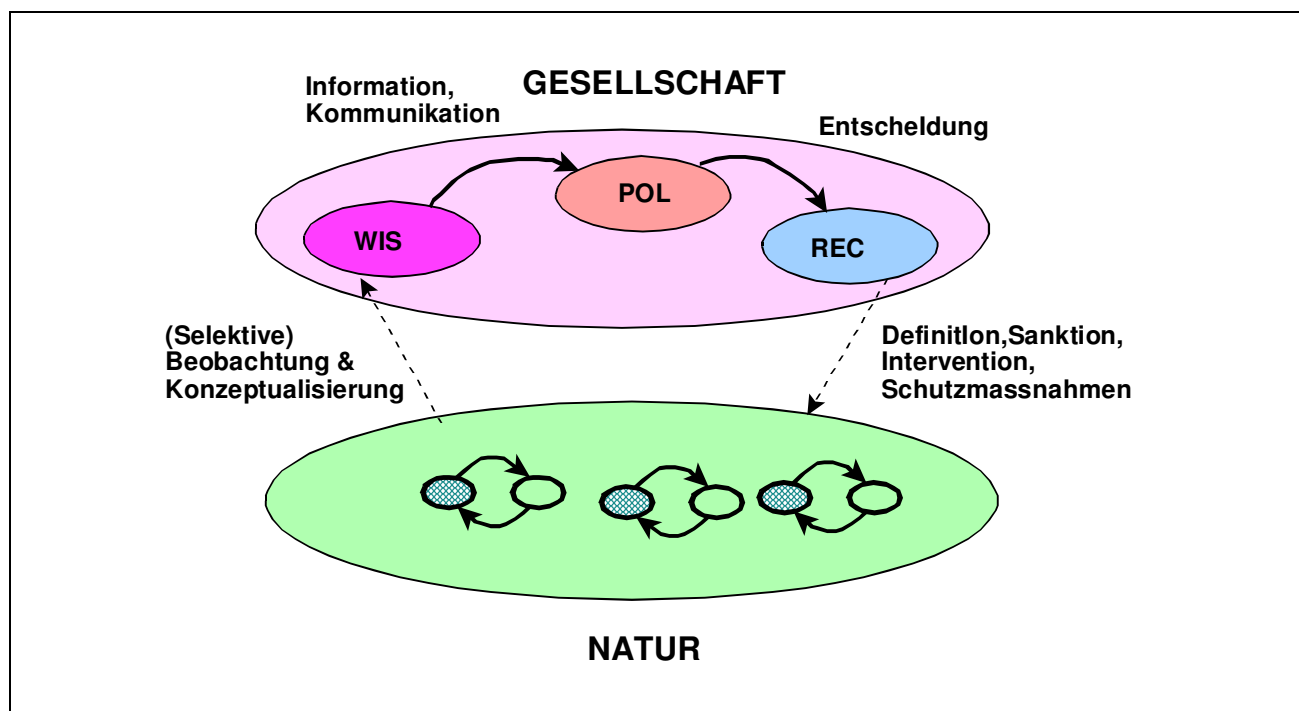 GESELLSCHAFT
Information,
Kommunikation
Entscheldung
POL
WIS
REC
(Selektive)
Beobachtung &
Konzeptualisierung
Definitlon,Sanktion,
Intervention,
Schutzmassnahmen
NATUR